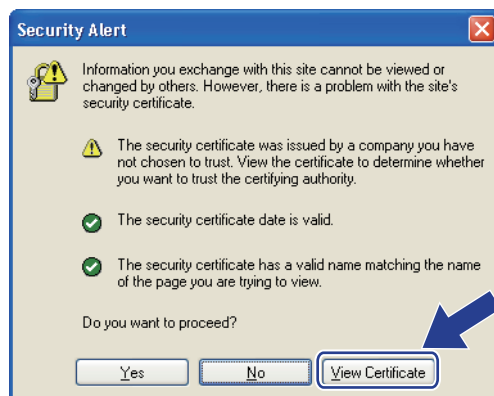 Security Alert
Information you exchange with this site cannot be viewed or
changed by others. However, there is a problem with the site's
security certificate.
The security certificate was issued by a company you have
not chosen to trust. View the certificate to determine whether
you want to trust the certifying authority.
The security certificate date is valid.
The security certificate has a valid name matching the name
of the page you are trying to view.
Do you want to proceed?
Yes No View Certificate